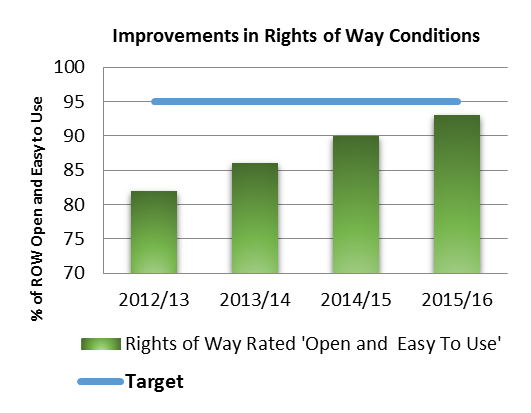 Improvements in Rights of Way Conditions
% of ROW Open and Easy to Use
100
95
90
85
80
75
70
2012/13 2013/14 2014/15 2015/16
Rights of Way Rated 'Open and Easy To Use'
Target